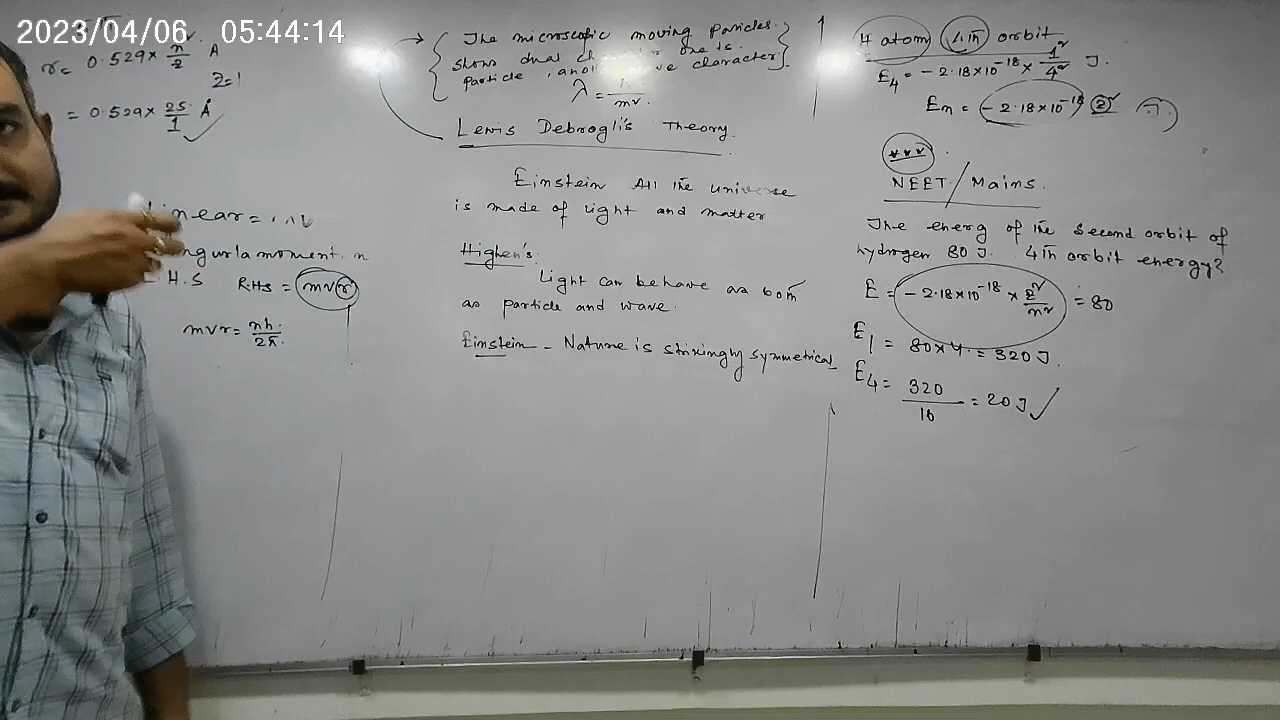 2023/04/06 05:44:14
r = 0.529 × n²/2 Å
Z=1
= 0.529 × 25/1 Å
Linear =
angurla moment. m
L.H.S R.H.S = mvr
mvr = nh/2π.
The microscopic moving particles.
shows dual one is
particle, character
λ = h/mv.
Lewis Debrogli's Theory.
Einstein All the universe
is made of light and matter
Highen's:
Light can behave as both
as particle and wave.
Einstein - Nature is strikingly symmetrical
4 atom 4th orbit
E₄ = -2.18×10⁻¹⁸ × 1²/4² J.
En = -2.18×10⁻¹⁸ 2²
***
NEET/Mains.
The energ of the second orbit of
hydrogen 80 J. 4th orbit energy?
E = -2.18×10⁻¹⁸ × z²/n² = 80
E₁ = 80×4 = 320 J.
E₄ = 320/16 = 20 J ✓